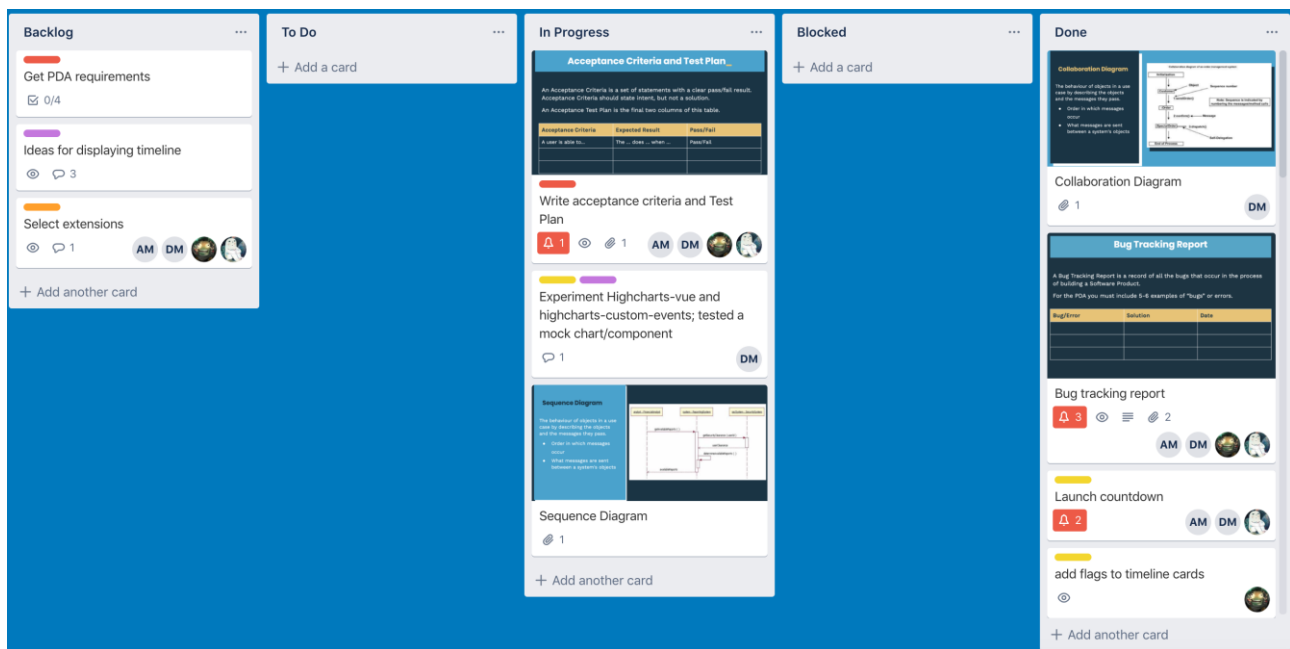 Backlog
Get PDA requirements
0/4
Ideas for displaying timeline
3
Select extensions
1
AM DM
+ Add another card
To Do
+ Add a card
In Progress
Acceptance Criteria and Test Plan_
An Acceptance Criteria is a set of statements with a clear pass/fail result.
Acceptance Criteria should state intent, but not a solution.
An Acceptance Test Plan is the final two columns of this table.
Acceptance Criteria Expected Result Pass/Fail
A user is able to... The ... does ... when ... Pass/Fail
Write acceptance criteria and Test
Plan
1 1 AM DM
Experiment Highcharts-vue and
highcharts-custom-events; tested a
mock chart/component
1 DM
Sequence Diagram
The behaviour of objects in a use
case by describing the objects
and the messages they pass.
Order in which messages
occur
What messages are sent
between a system's objects
Sequence Diagram
1
+ Add another card
Blocked
+ Add a card
Done
Collaboration Diagram
The behaviour of objects in a use
case by describing the objects
and the messages they pass.
Order in which messages
occur
What messages are sent
between a system's objects
Collaboration Diagram
1
DM
Bug Tracking Report
A Bug Tracking Report is a record of all the bugs that occur in the process
of building a Software Product.
For the PDA you must include 5-6 examples of "bugs" or errors.
Bug/Error Solution Date
Bug tracking report
3 2
AM DM
Launch countdown
2 AM DM
add flags to timeline cards
+ Add another card